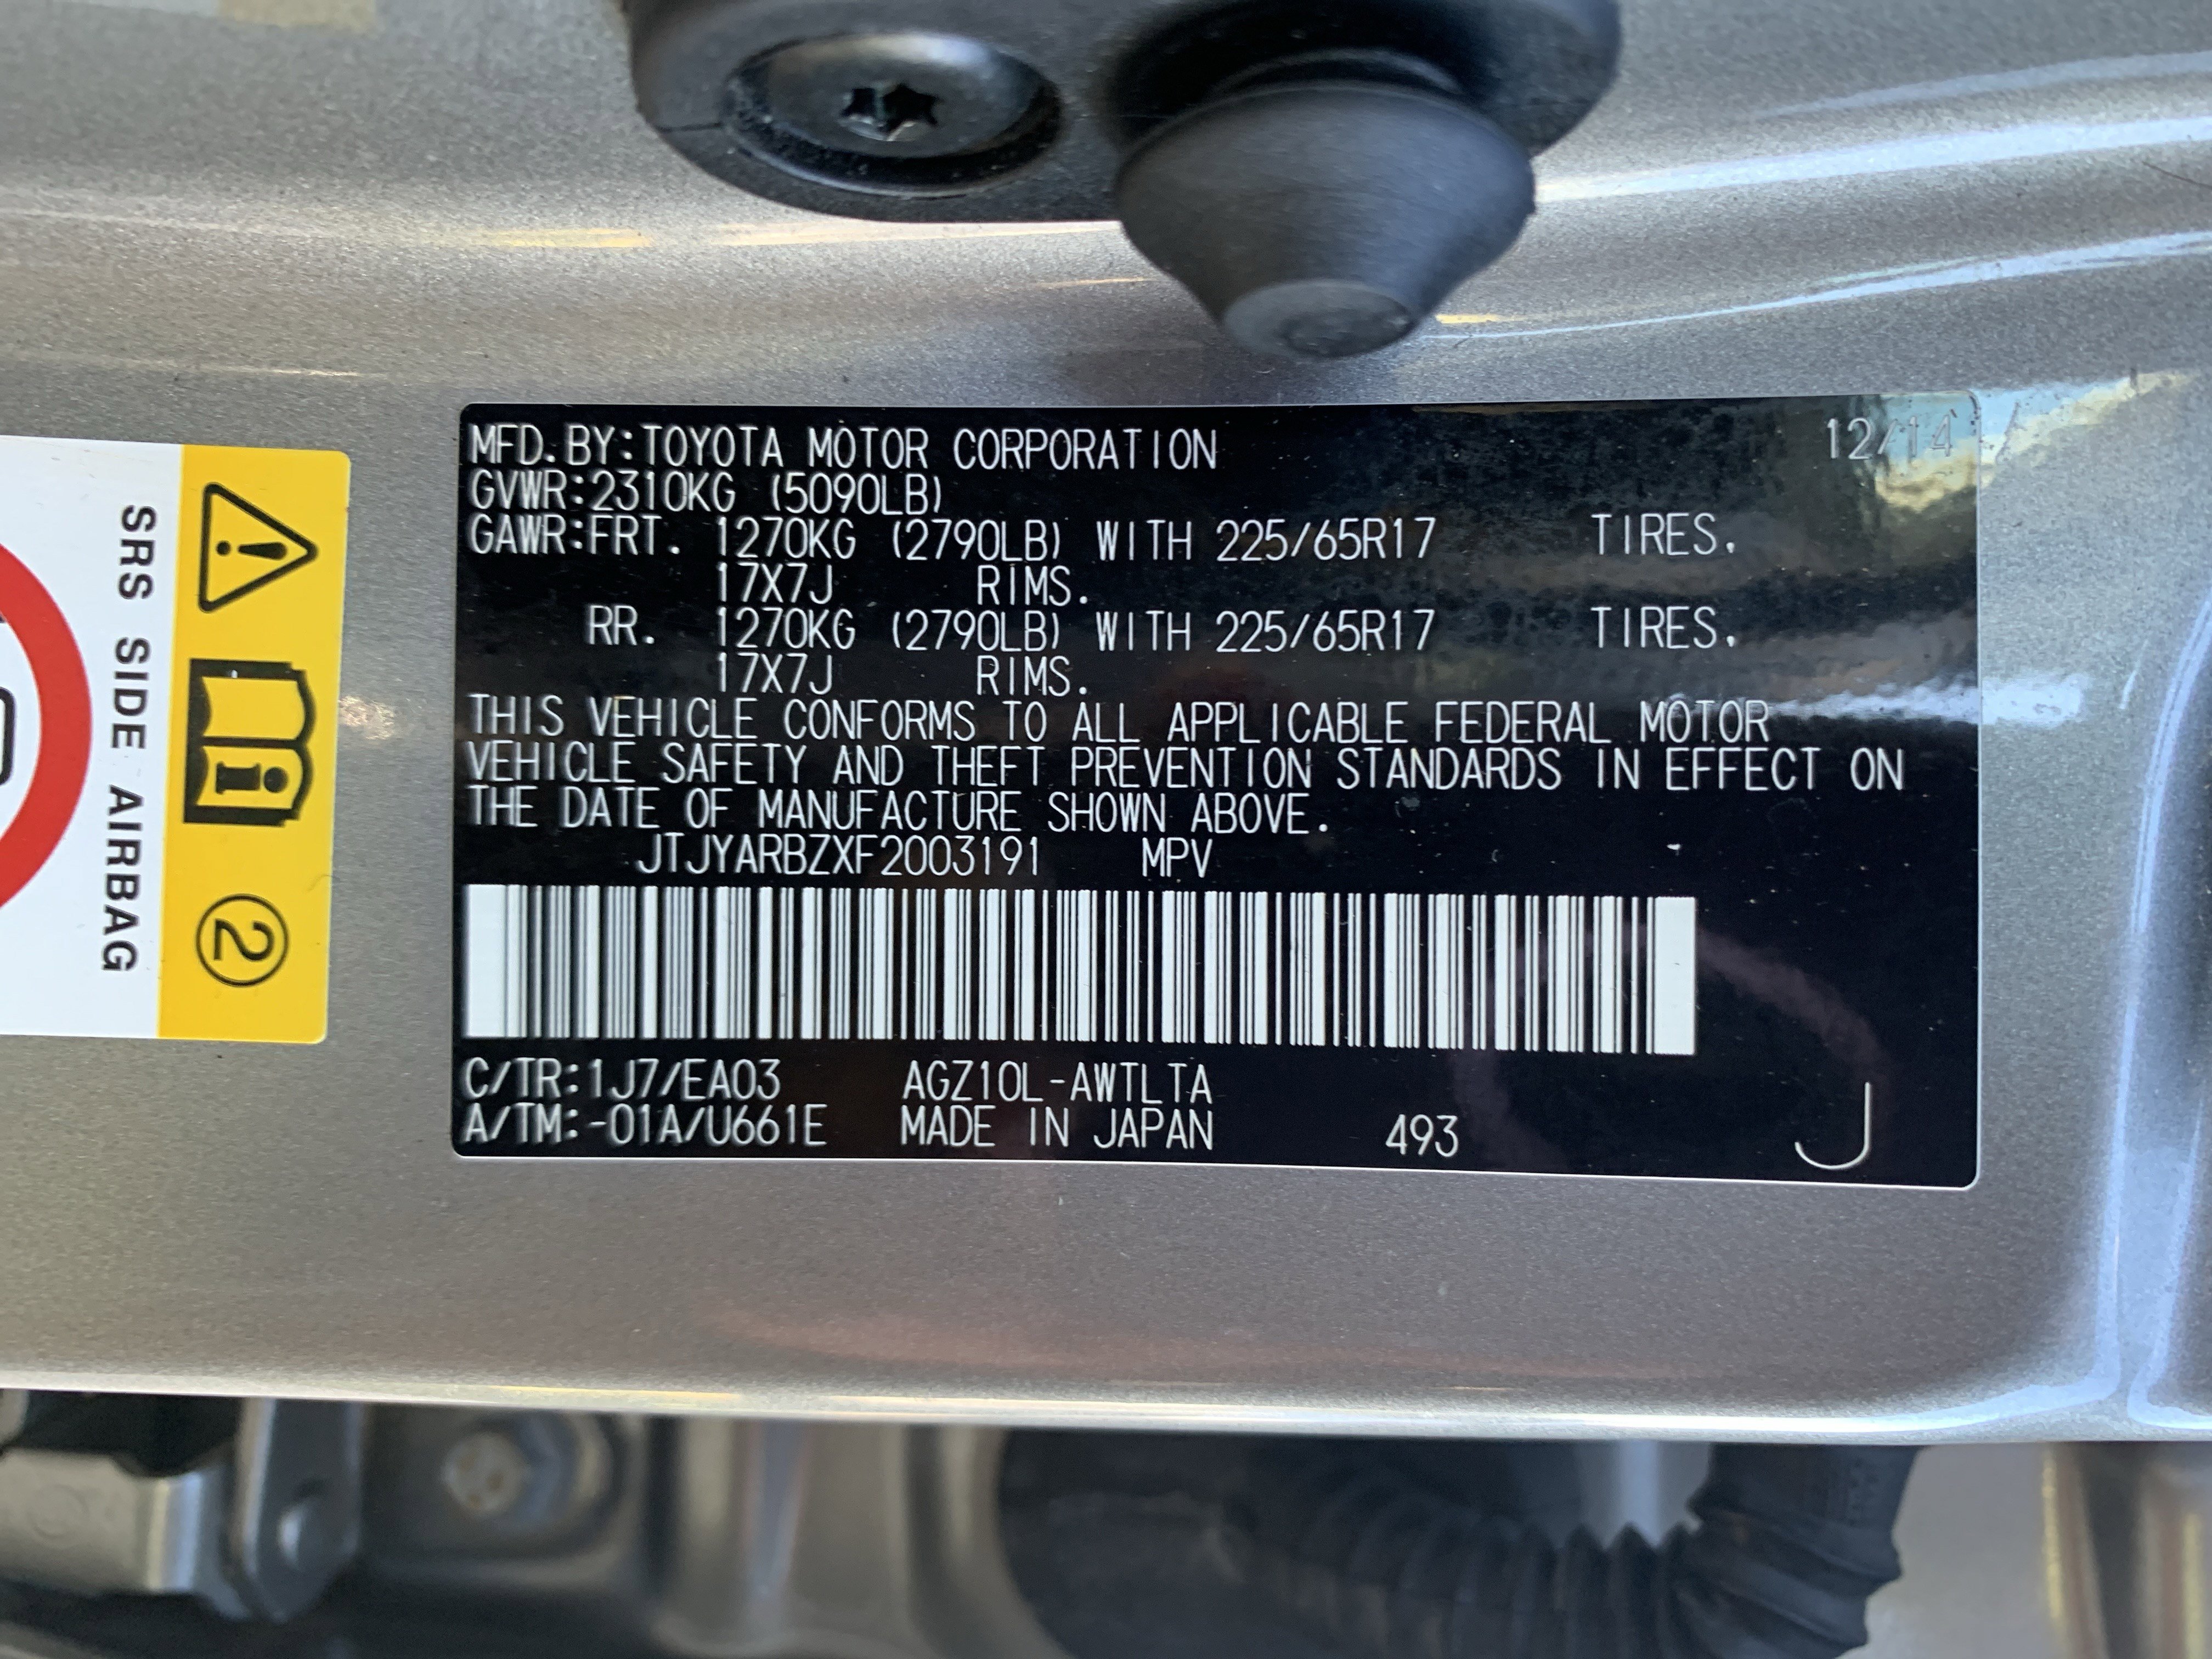 MFD.BY:TOYOTA MOTOR CORPORATION 12/14
GVWR:2310KG (5090LB)
GAWR:FRT. 1270KG (2790LB) WITH 225/65R17 TIRES.
17X7J RIMS.
RR. 1270KG (2790LB) WITH 225/65R17 TIRES.
17X7J RIMS.
THIS VEHICLE CONFORMS TO ALL APPLICABLE FEDERAL MOTOR
VEHICLE SAFETY AND THEFT PREVENTION STANDARDS IN EFFECT ON
THE DATE OF MANUFACTURE SHOWN ABOVE.
JTJYARBZXF2003191 MPV
C/TR:1J7/EA03 AGZ10L-AWTLTA
A/TM:-01A/U661E MADE IN JAPAN 493 J
SRS SIDE AIRBAG
2